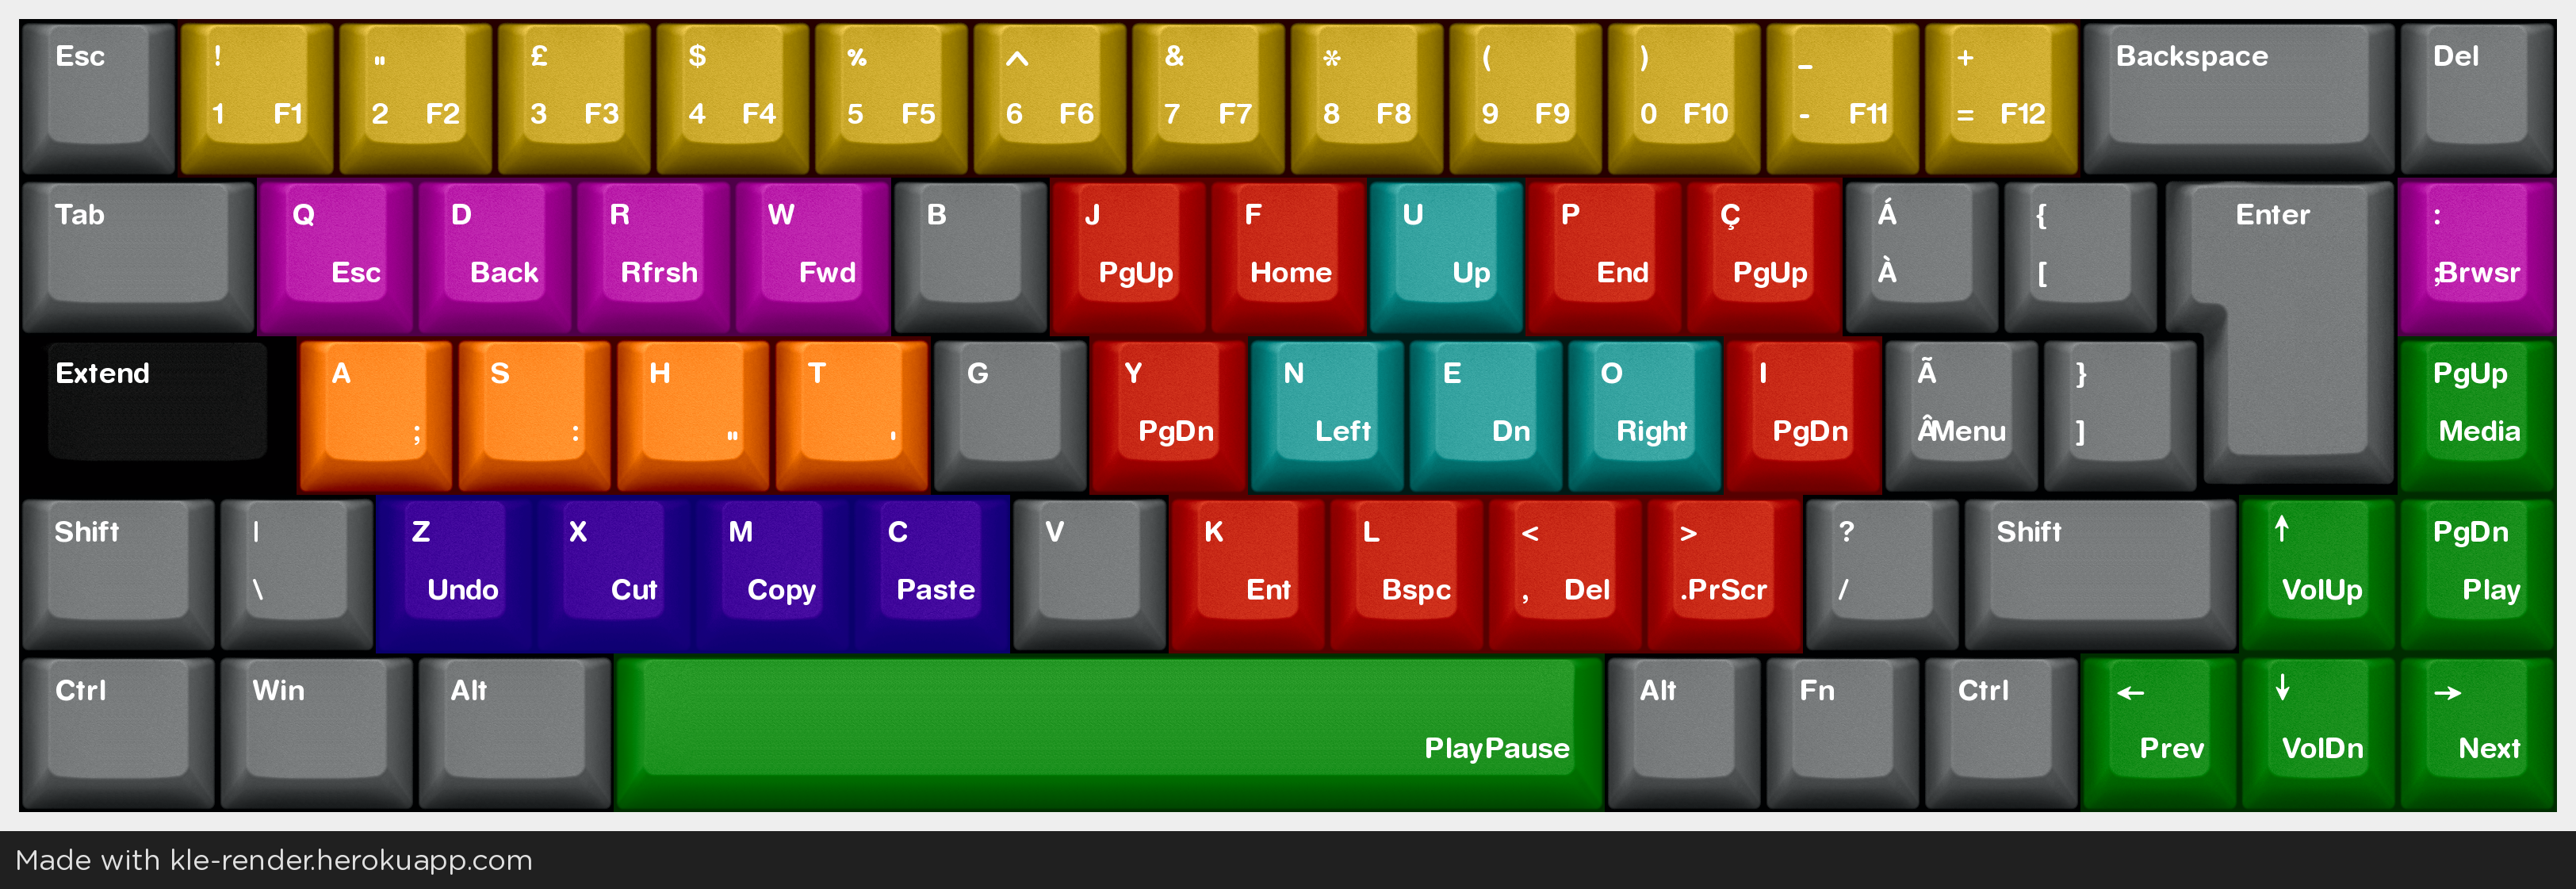 Esc ! " £ $ % ^ & * ( ) _ + Backspace Del
1 F1 2 F2 3 F3 4 F4 5 F5 6 F6 7 F7 8 F8 9 F9 0 F10 - F11 = F12
Tab Q D R W B J F U P Ç Á { Enter :
Esc Back Rfrsh Fwd PgUp Home Up End PgUp À [ ; Brwsr
Extend A S H T G Y N E O I Ã } PgUp
; : " ' PgDn Left Dn Right PgDn Â Menu ] Media
Shift | Z X M C V K L < > ? Shift ↑ PgDn
\ Undo Cut Copy Paste Ent Bspc , Del . PrScr / VolUp Play
Ctrl Win Alt Alt Fn Ctrl ← ↓ →
PlayPause Prev VolDn Next
Made with kle-render.herokuapp.com